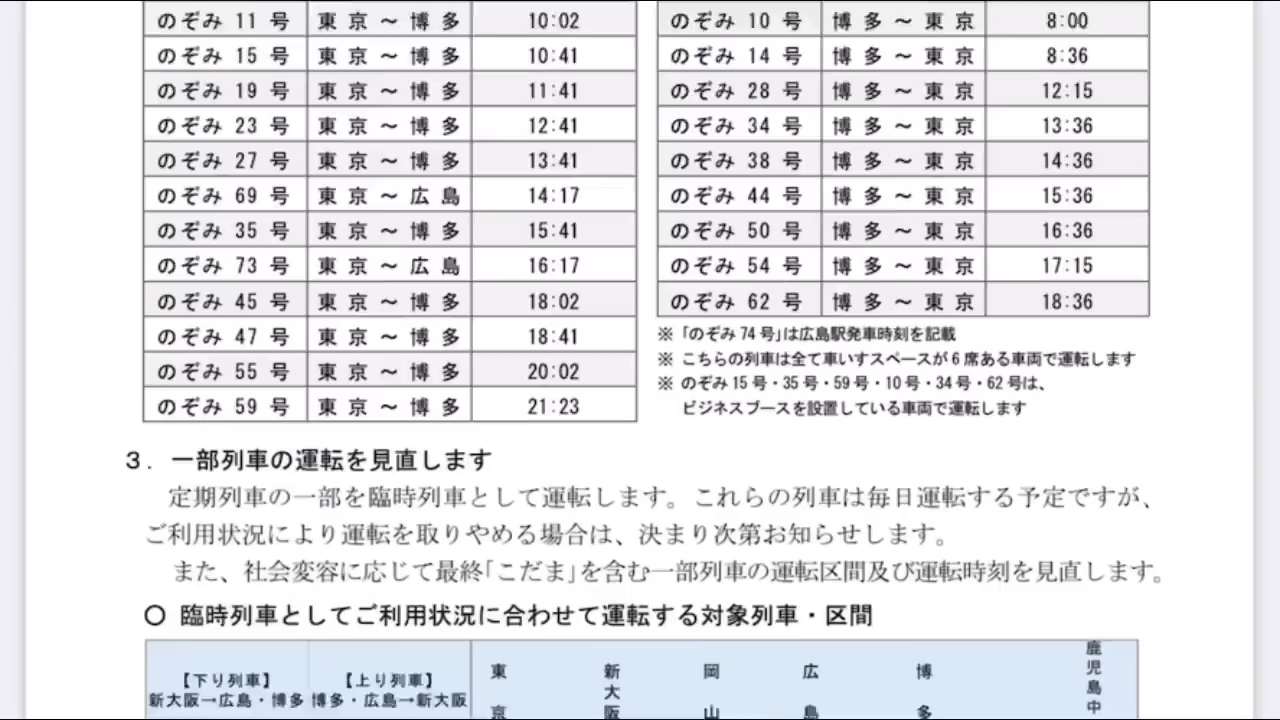 のぞみ 11 号 東京～博多 10:02
のぞみ 15 号 東京～博多 10:41
のぞみ 19 号 東京～博多 11:41
のぞみ 23 号 東京～博多 12:41
のぞみ 27 号 東京～博多 13:41
のぞみ 69 号 東京～広島 14:17
のぞみ 35 号 東京～博多 15:41
のぞみ 73 号 東京～広島 16:17
のぞみ 45 号 東京～博多 18:02
のぞみ 47 号 東京～博多 18:41
のぞみ 55 号 東京～博多 20:02
のぞみ 59 号 東京～博多 21:23
のぞみ 10 号 博多～東京 8:00
のぞみ 14 号 博多～東京 8:36
のぞみ 28 号 博多～東京 12:15
のぞみ 34 号 博多～東京 13:36
のぞみ 38 号 博多～東京 14:36
のぞみ 44 号 博多～東京 15:36
のぞみ 50 号 博多～東京 16:36
のぞみ 54 号 博多～東京 17:15
のぞみ 62 号 博多～東京 18:36
※「のぞみ 74 号」は広島駅発車時刻を記載
※ こちらの列車は全て車いすスペースが 6 席ある車両で運転します
※ のぞみ 15 号・35 号・59 号・10 号・34 号・62 号は、
ビジネスブースを設置している車両で運転します
３．一部列車の運転を見直します
定期列車の一部を臨時列車として運転します。これらの列車は毎日運転する予定ですが、
ご利用状況により運転を取りやめる場合は、決まり次第お知らせします。
また、社会変容に応じて最終「こだま」を含む一部列車の運転区間及び運転時刻を見直します。
○ 臨時列車としてご利用状況に合わせて運転する対象列車・区間
【下り列車】
新大阪→広島・博多
【上り列車】
博多・広島→新大阪
東京
新大阪
岡山
広島
博多
鹿児島中